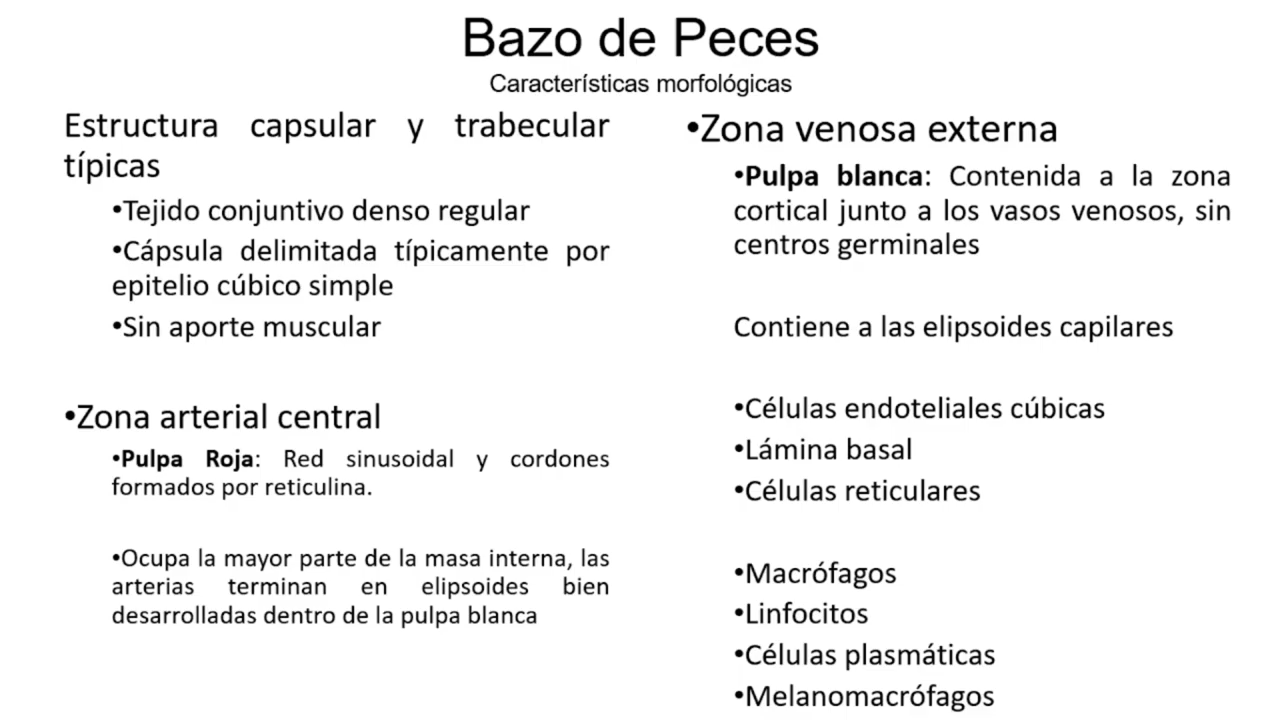 Bazo de Peces
Características morfológicas
Estructura capsular y trabecular
típicas
•Tejido conjuntivo denso regular
•Cápsula delimitada típicamente por
epitelio cúbico simple
•Sin aporte muscular
•Zona arterial central
•Pulpa Roja: Red sinusoidal y cordones
formados por reticulina.
•Ocupa la mayor parte de la masa interna, las
arterias terminan en elipsoides bien
desarrolladas dentro de la pulpa blanca
•Zona venosa externa
•Pulpa blanca: Contenida a la zona
cortical junto a los vasos venosos, sin
centros germinales
Contiene a las elipsoides capilares
•Células endoteliales cúbicas
•Lámina basal
•Células reticulares
•Macrófagos
•Linfocitos
•Células plasmáticas
•Melanomacrófagos